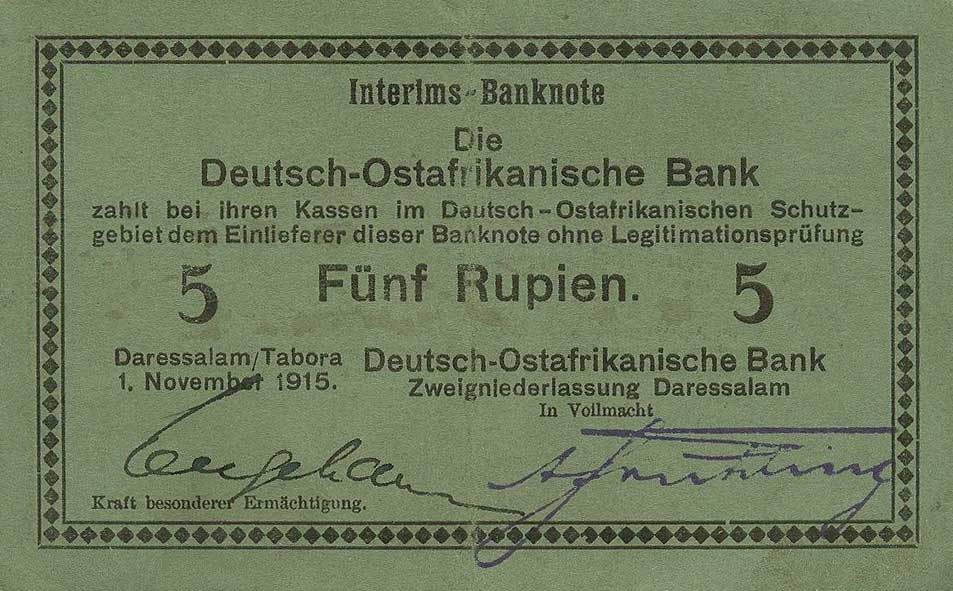 Interims-Banknote
Die
Deutsch-Ostafrikanische Bank
zahlt bei ihren Kassen im Deutsch-Ostafrikanischen Schutz-
gebiet dem Einlieferer dieser Banknote ohne Legitimationsprüfung
5 Fünf Rupien. 5
Daressalam/Tabora
1. November 1915.
Deutsch-Ostafrikanische Bank
Zweigniederlassung Daressalam
In Vollmacht
Kraft besonderer Ermächtigung.